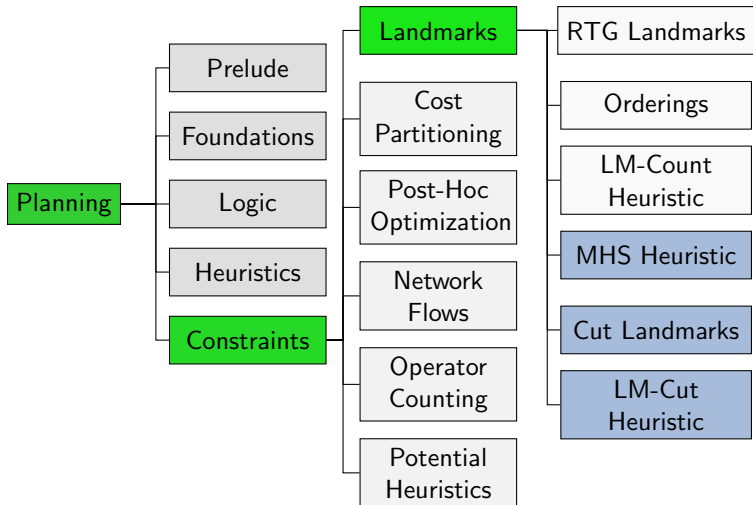 Planning
Prelude
Foundations
Logic
Heuristics
Constraints
Landmarks
Cost
Partitioning
Post-Hoc
Optimization
Network
Flows
Operator
Counting
Potential
Heuristics
RTG Landmarks
Orderings
LM-Count
Heuristic
MHS Heuristic
Cut Landmarks
LM-Cut
Heuristic